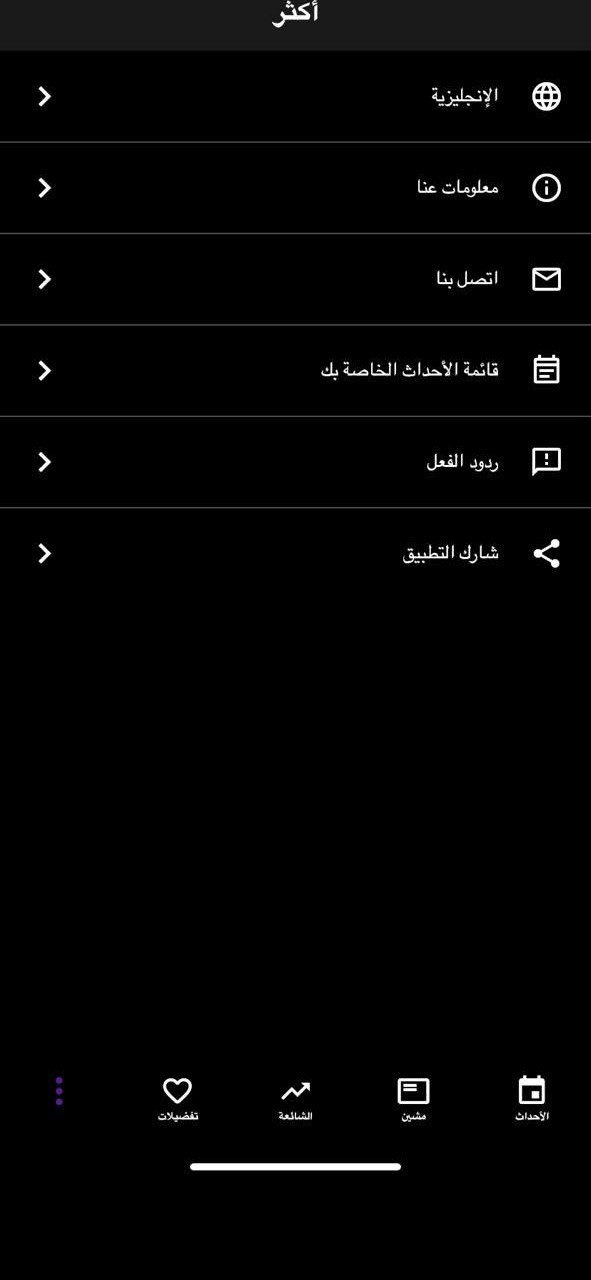 أكثر
الإنجليزية
معلومات عنا
اتصل بنا
قائمة الأحداث الخاصة بك
ردود الفعل
شارك التطبيق
الأحداث
مشين
الشائعة
تفضيلات